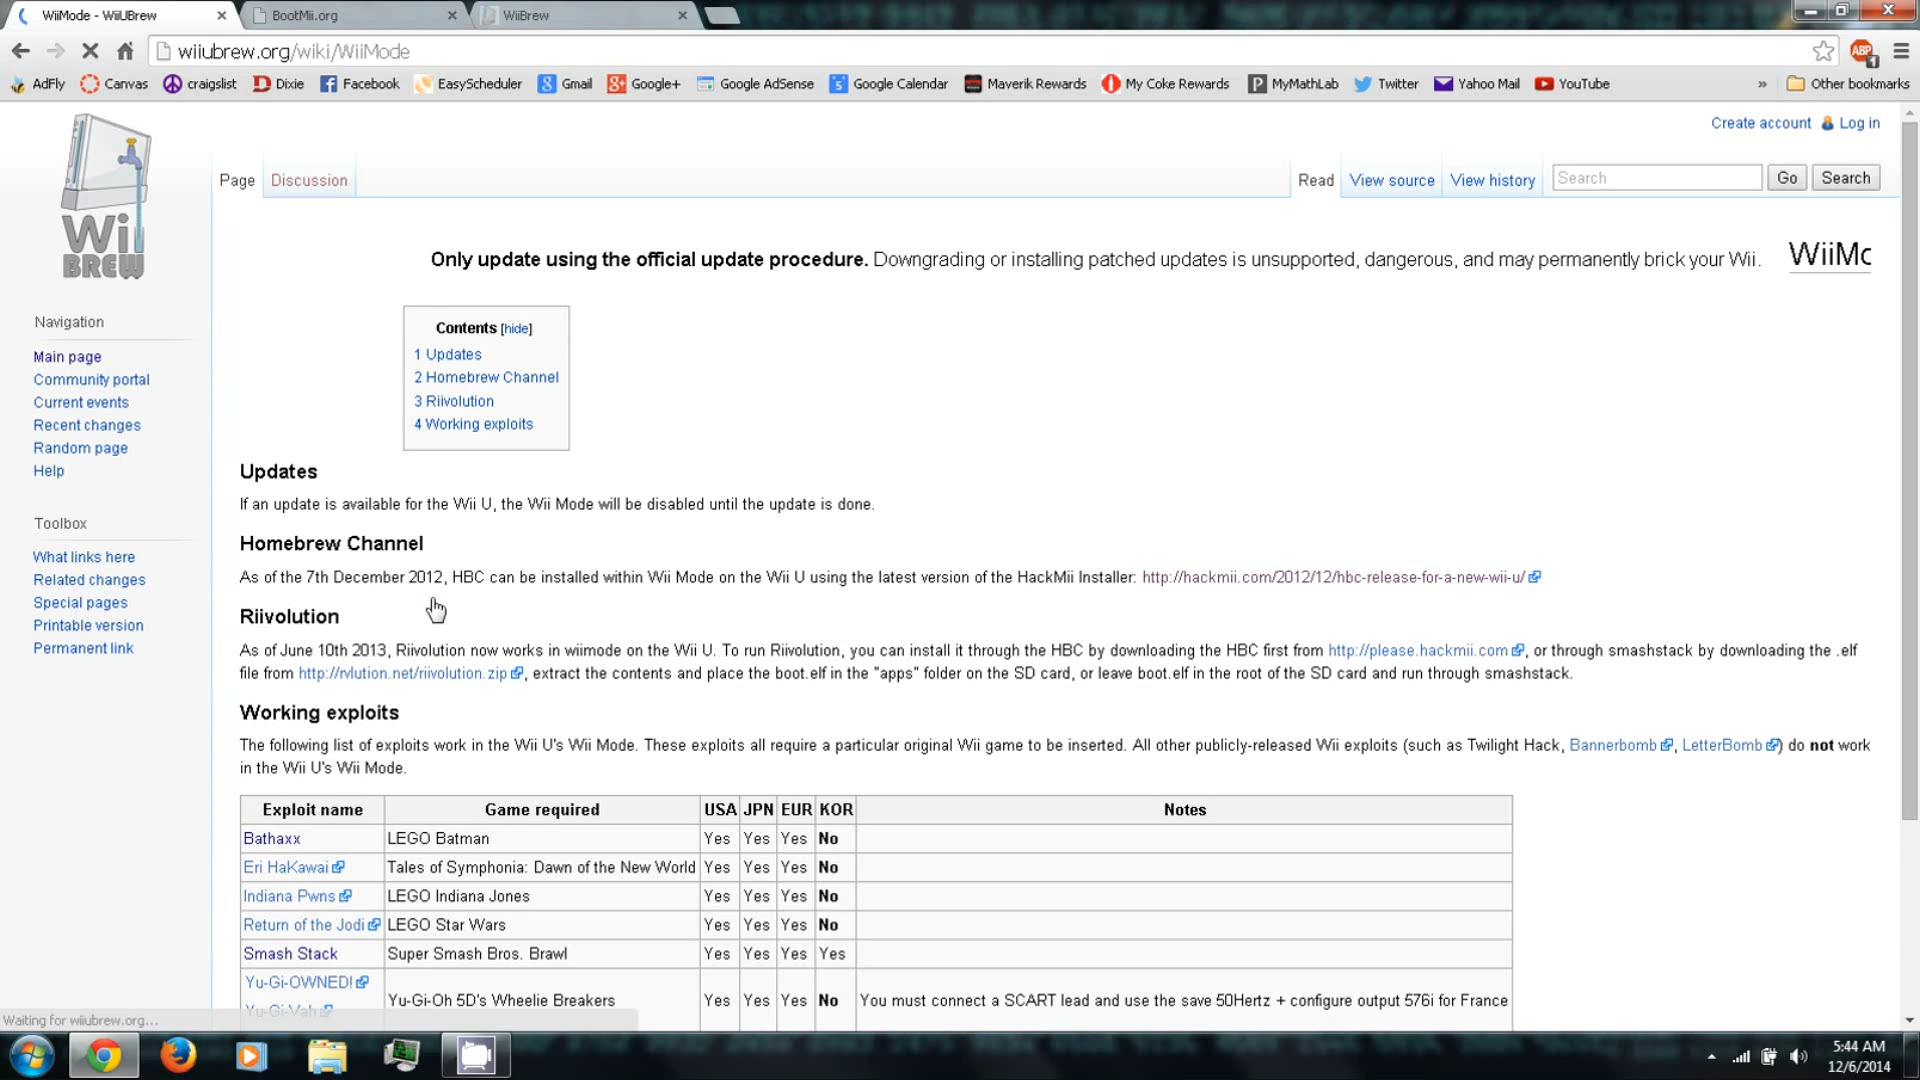 WiiMode - WiiUBrew
BootMii.org
WiiBrew
wiiubrew.org/wiki/WiiMode
ABP
1
AdFly
Canvas
craigslist
Dixie
Facebook
EasyScheduler
Gmail
Google+
Google AdSense
Google Calendar
Maverik Rewards
My Coke Rewards
MyMathLab
Twitter
Yahoo Mail
YouTube
»
Other bookmarks
Create account
Log in
Wii
BREW
Page
Discussion
Read
View source
View history
Search
Go
Search
Only update using the official update procedure. Downgrading or installing patched updates is unsupported, dangerous, and may permanently brick your Wii.
WiiMo
Navigation
Main page
Community portal
Current events
Recent changes
Random page
Help
Toolbox
What links here
Related changes
Special pages
Printable version
Permanent link
Contents [hide]
1 Updates
2 Homebrew Channel
3 Riivolution
4 Working exploits
Updates
If an update is available for the Wii U, the Wii Mode will be disabled until the update is done.
Homebrew Channel
As of the 7th December 2012, HBC can be installed within Wii Mode on the Wii U using the latest version of the HackMii Installer: http://hackmii.com/2012/12/hbc-release-for-a-new-wii-u/
Riivolution
As of June 10th 2013, Riivolution now works in wiimode on the Wii U. To run Riivolution, you can install it through the HBC by downloading the HBC first from http://please.hackmii.com, or through smashstack by downloading the .elf
file from http://rvlution.net/riivolution.zip, extract the contents and place the boot.elf in the "apps" folder on the SD card, or leave boot.elf in the root of the SD card and run through smashstack.
Working exploits
The following list of exploits work in the Wii U's Wii Mode. These exploits all require a particular original Wii game to be inserted. All other publicly-released Wii exploits (such as Twilight Hack, Bannerbomb, LetterBomb) do not work
in the Wii U's Wii Mode.
Exploit name Game required USA JPN EUR KOR Notes
Bathaxx LEGO Batman Yes Yes Yes No
Eri HaKawai Tales of Symphonia: Dawn of the New World Yes Yes Yes No
Indiana Pwns LEGO Indiana Jones Yes Yes Yes No
Return of the Jodi LEGO Star Wars Yes Yes Yes No
Smash Stack Super Smash Bros. Brawl Yes Yes Yes Yes
Yu-Gi-OWNED!
Yu-Gi-Vah
Yu-Gi-Oh 5D's Wheelie Breakers Yes Yes Yes No You must connect a SCART lead and use the save 50Hertz + configure output 576i for France
Waiting for wiiubrew.org...
5:44 AM
12/6/2014